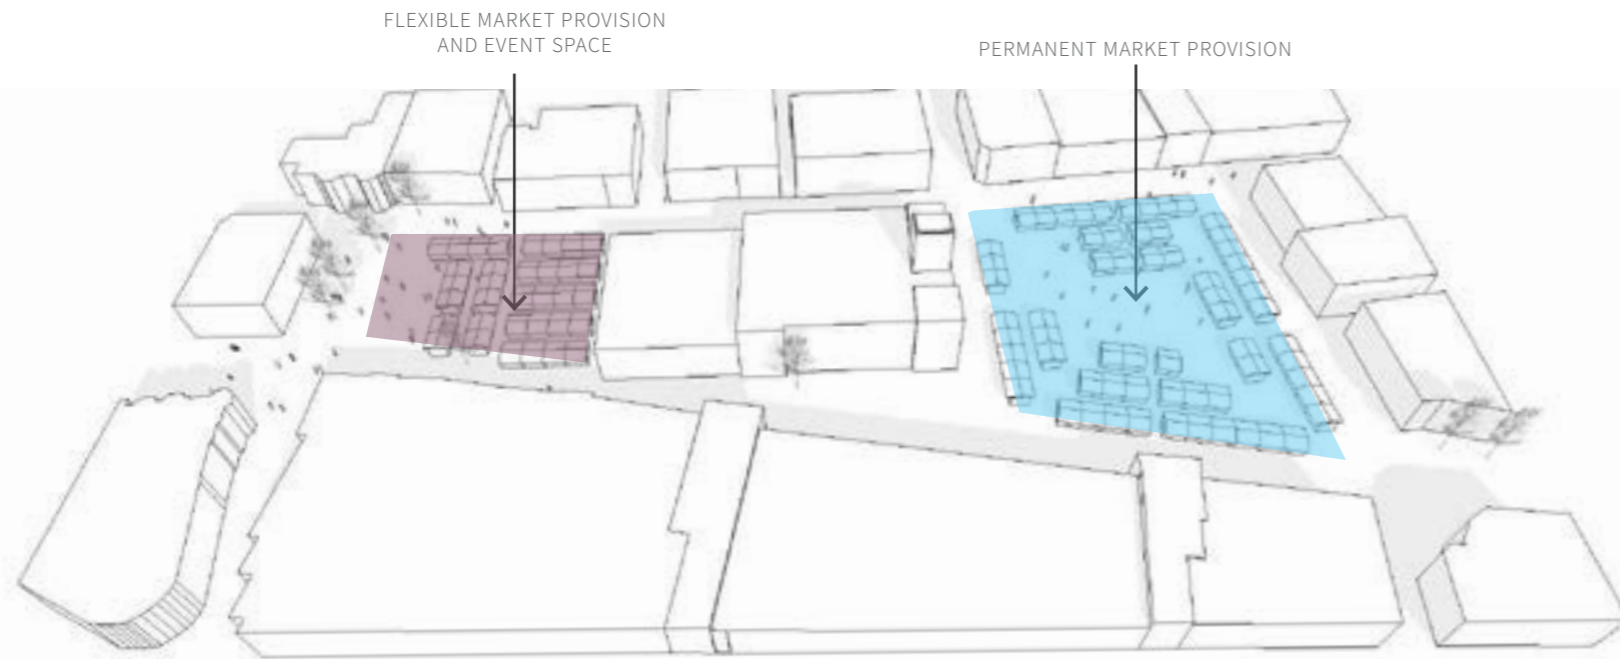 FLEXIBLE MARKET PROVISION
AND EVENT SPACE
PERMANENT MARKET PROVISION